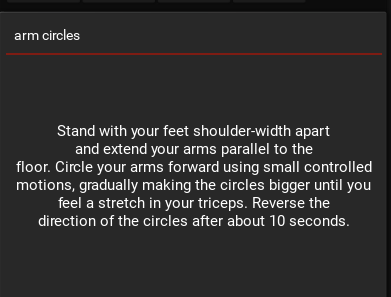 arm circles
Stand with your feet shoulder-width apart
and extend your arms parallel to the
floor. Circle your arms forward using small controlled
motions, gradually making the circles bigger until you
feel a stretch in your triceps. Reverse the
direction of the circles after about 10 seconds.